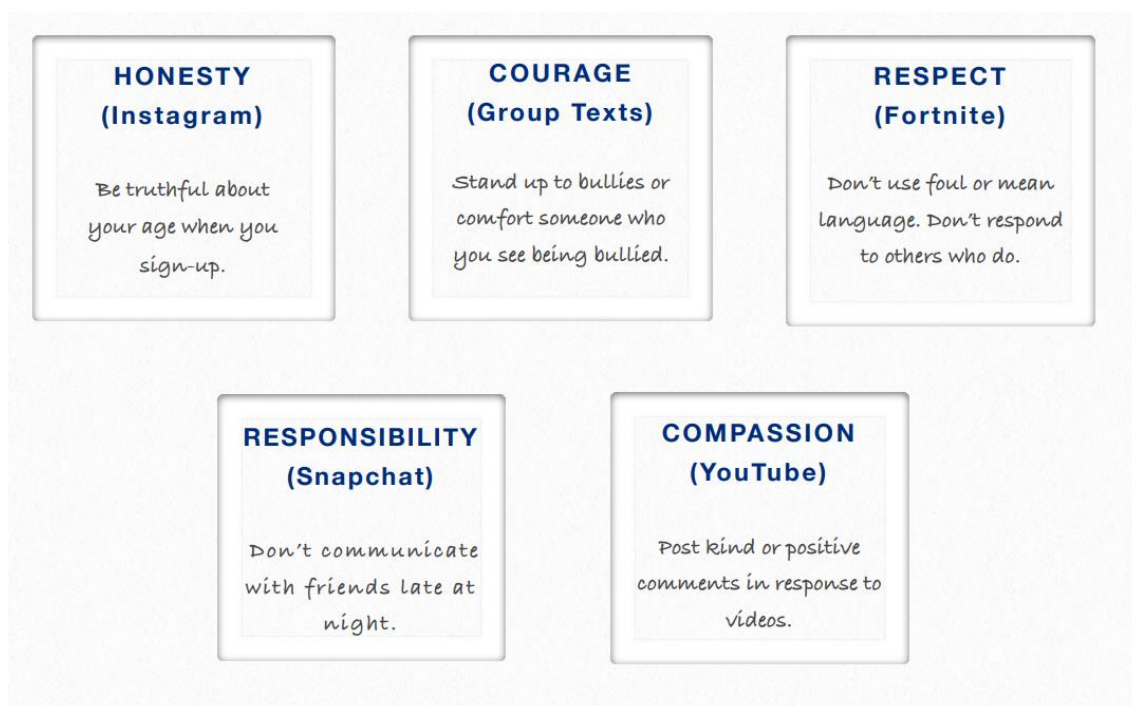 HONESTY
(Instagram)
Be truthful about
your age when you
sign-up.
COURAGE
(Group Texts)
Stand up to bullies or
comfort someone who
you see being bullied.
RESPECT
(Fortnite)
Don't use foul or mean
language. Don't respond
to others who do.
RESPONSIBILITY
(Snapchat)
Don't communicate
with friends late at
night.
COMPASSION
(YouTube)
Post kind or positive
comments in response to
videos.